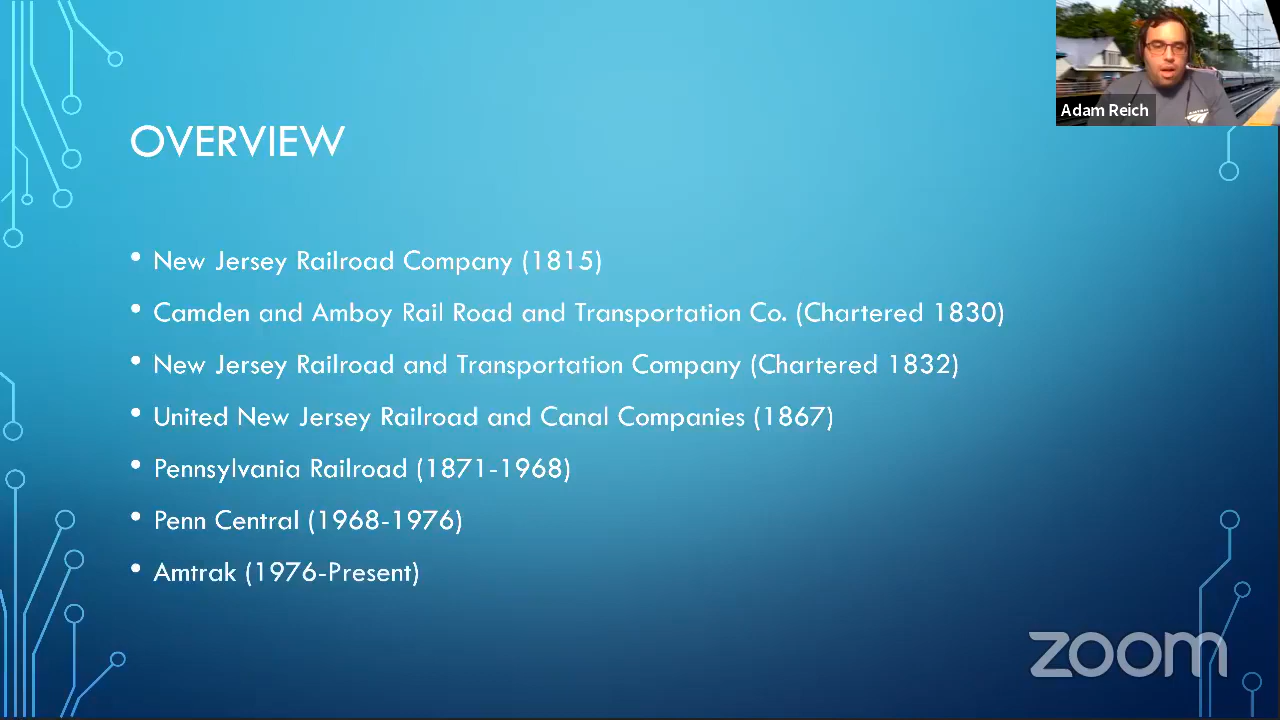 Adam Reich
OVERVIEW
• New Jersey Railroad Company (1815)
• Camden and Amboy Rail Road and Transportation Co. (Chartered 1830)
• New Jersey Railroad and Transportation Company (Chartered 1832)
• United New Jersey Railroad and Canal Companies (1867)
• Pennsylvania Railroad (1871-1968)
• Penn Central (1968-1976)
• Amtrak (1976-Present)
zoom